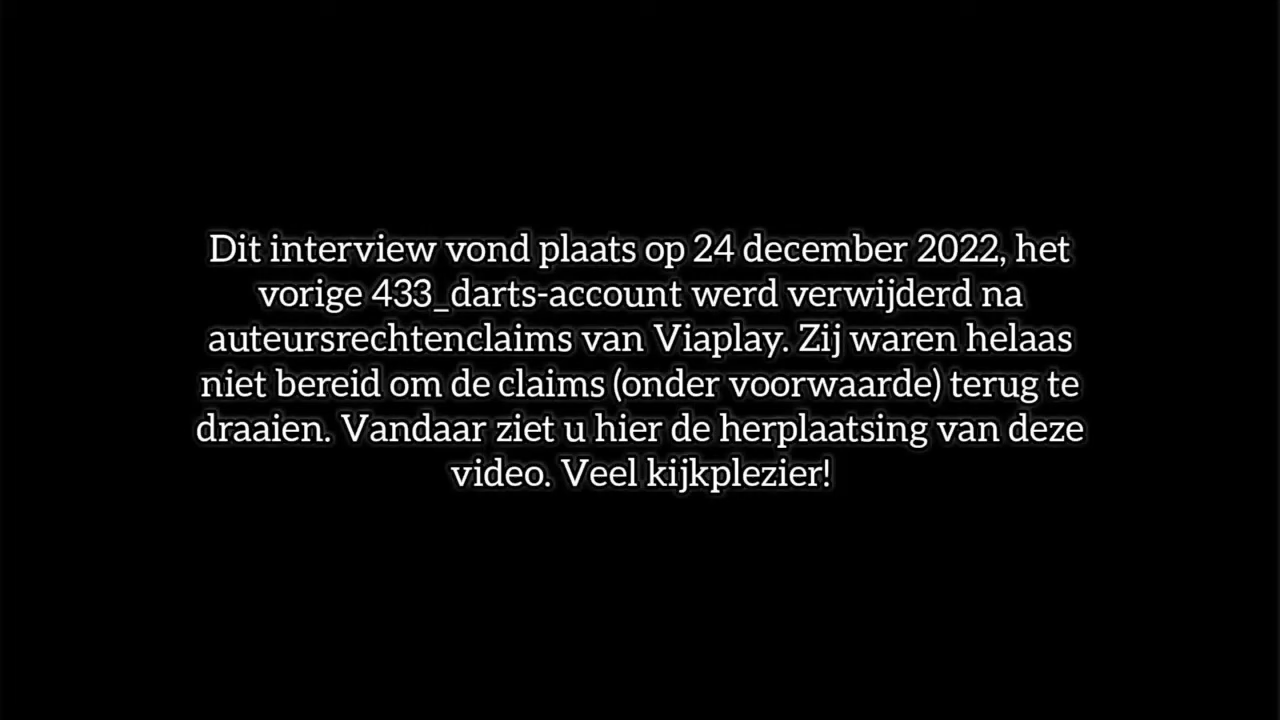 Dit interview vond plaats op 24 december 2022, het
vorige 433_darts-account werd verwijderd na
auteursrechtenclaims van Viaplay. Zij waren helaas
niet bereid om de claims (onder voorwaarde) terug te
draaien. Vandaar ziet u hier de herplaatsing van deze
video. Veel kijkplezier!